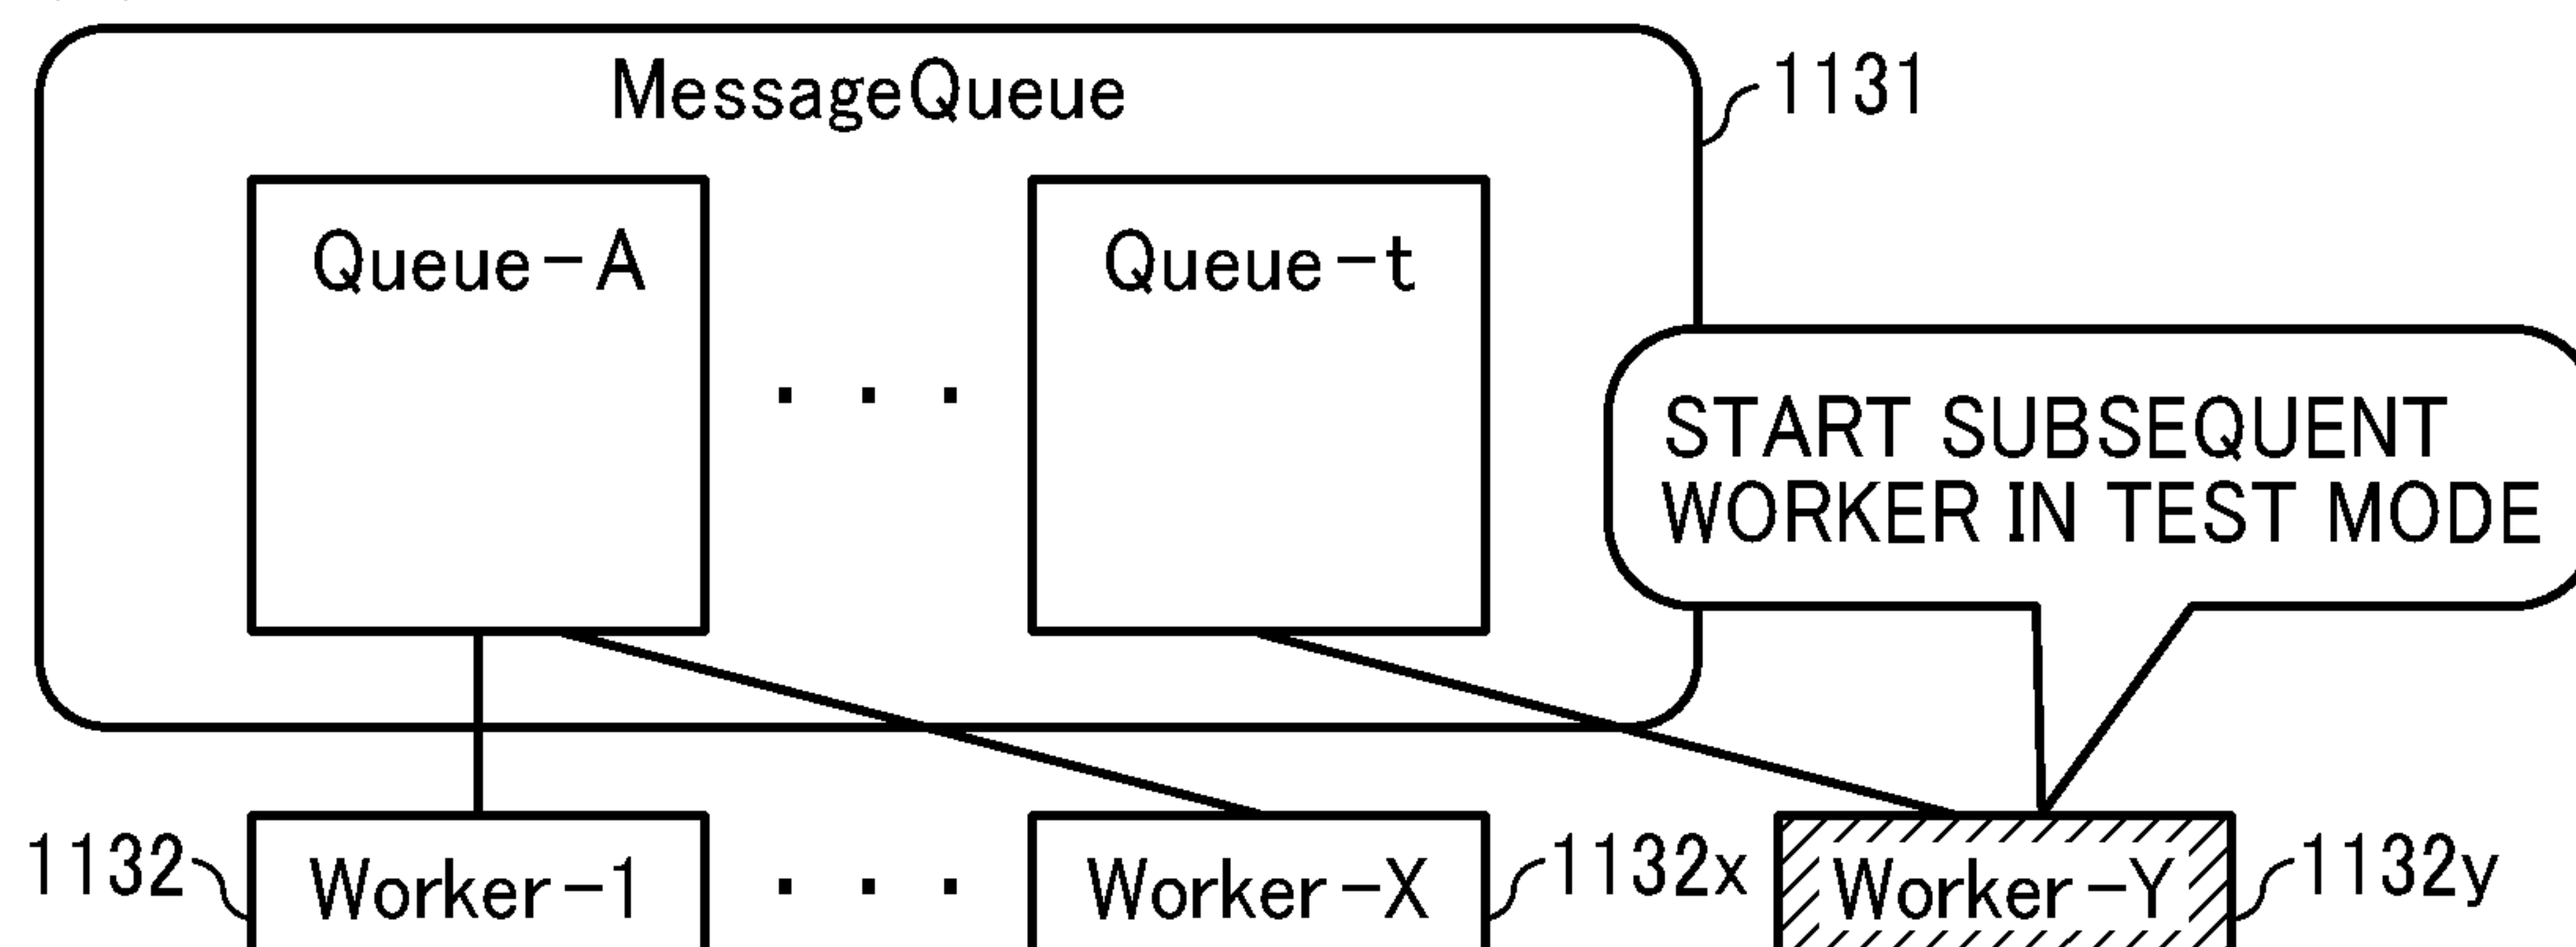 MessageQueue
1131
Queue-A
Queue-t
START SUBSEQUENT
WORKER IN TEST MODE
1132
Worker-1
Worker-X
1132x
Worker-Y
1132y